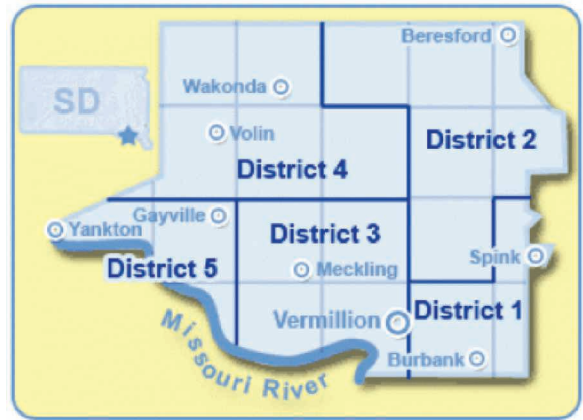 Beresford
Wakonda
SD
Volin
District 2
District 4
Gayville
Yankton
District 3
Spink
District 5
Meckling
Vermillion
District 1
Burbank
Missouri River